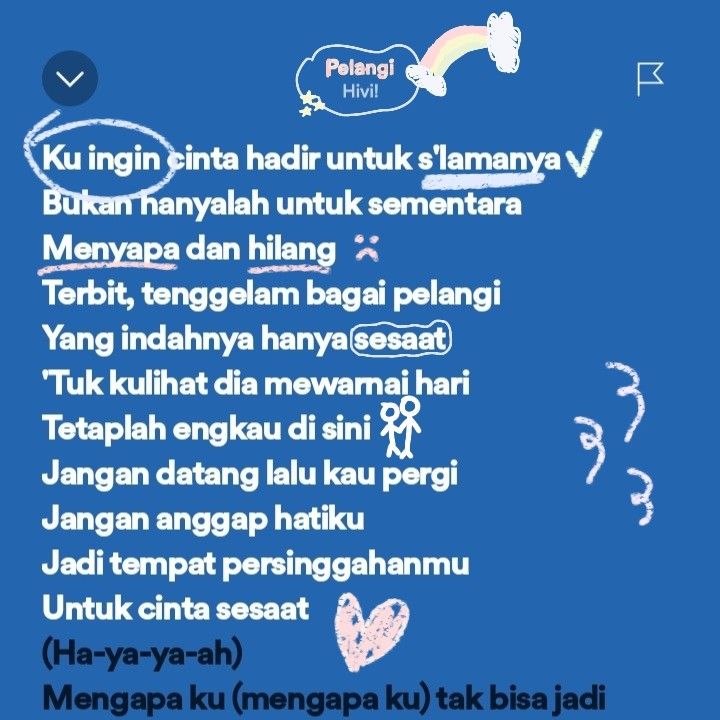 Pelangi
Hivi!
Ku ingin cinta hadir untuk s'lamanya
Bukan hanyalah untuk sementara
Menyapa dan hilang
Terbit, tenggelam bagai pelangi
Yang indahnya hanya sesaat
'Tuk kulihat dia mewarnai hari
Tetaplah engkau di sini
Jangan datang lalu kau pergi
Jangan anggap hatiku
Jadi tempat persinggahanmu
Untuk cinta sesaat
(Ha-ya-ya-ah)
Mengapa ku (mengapa ku) tak bisa jadi